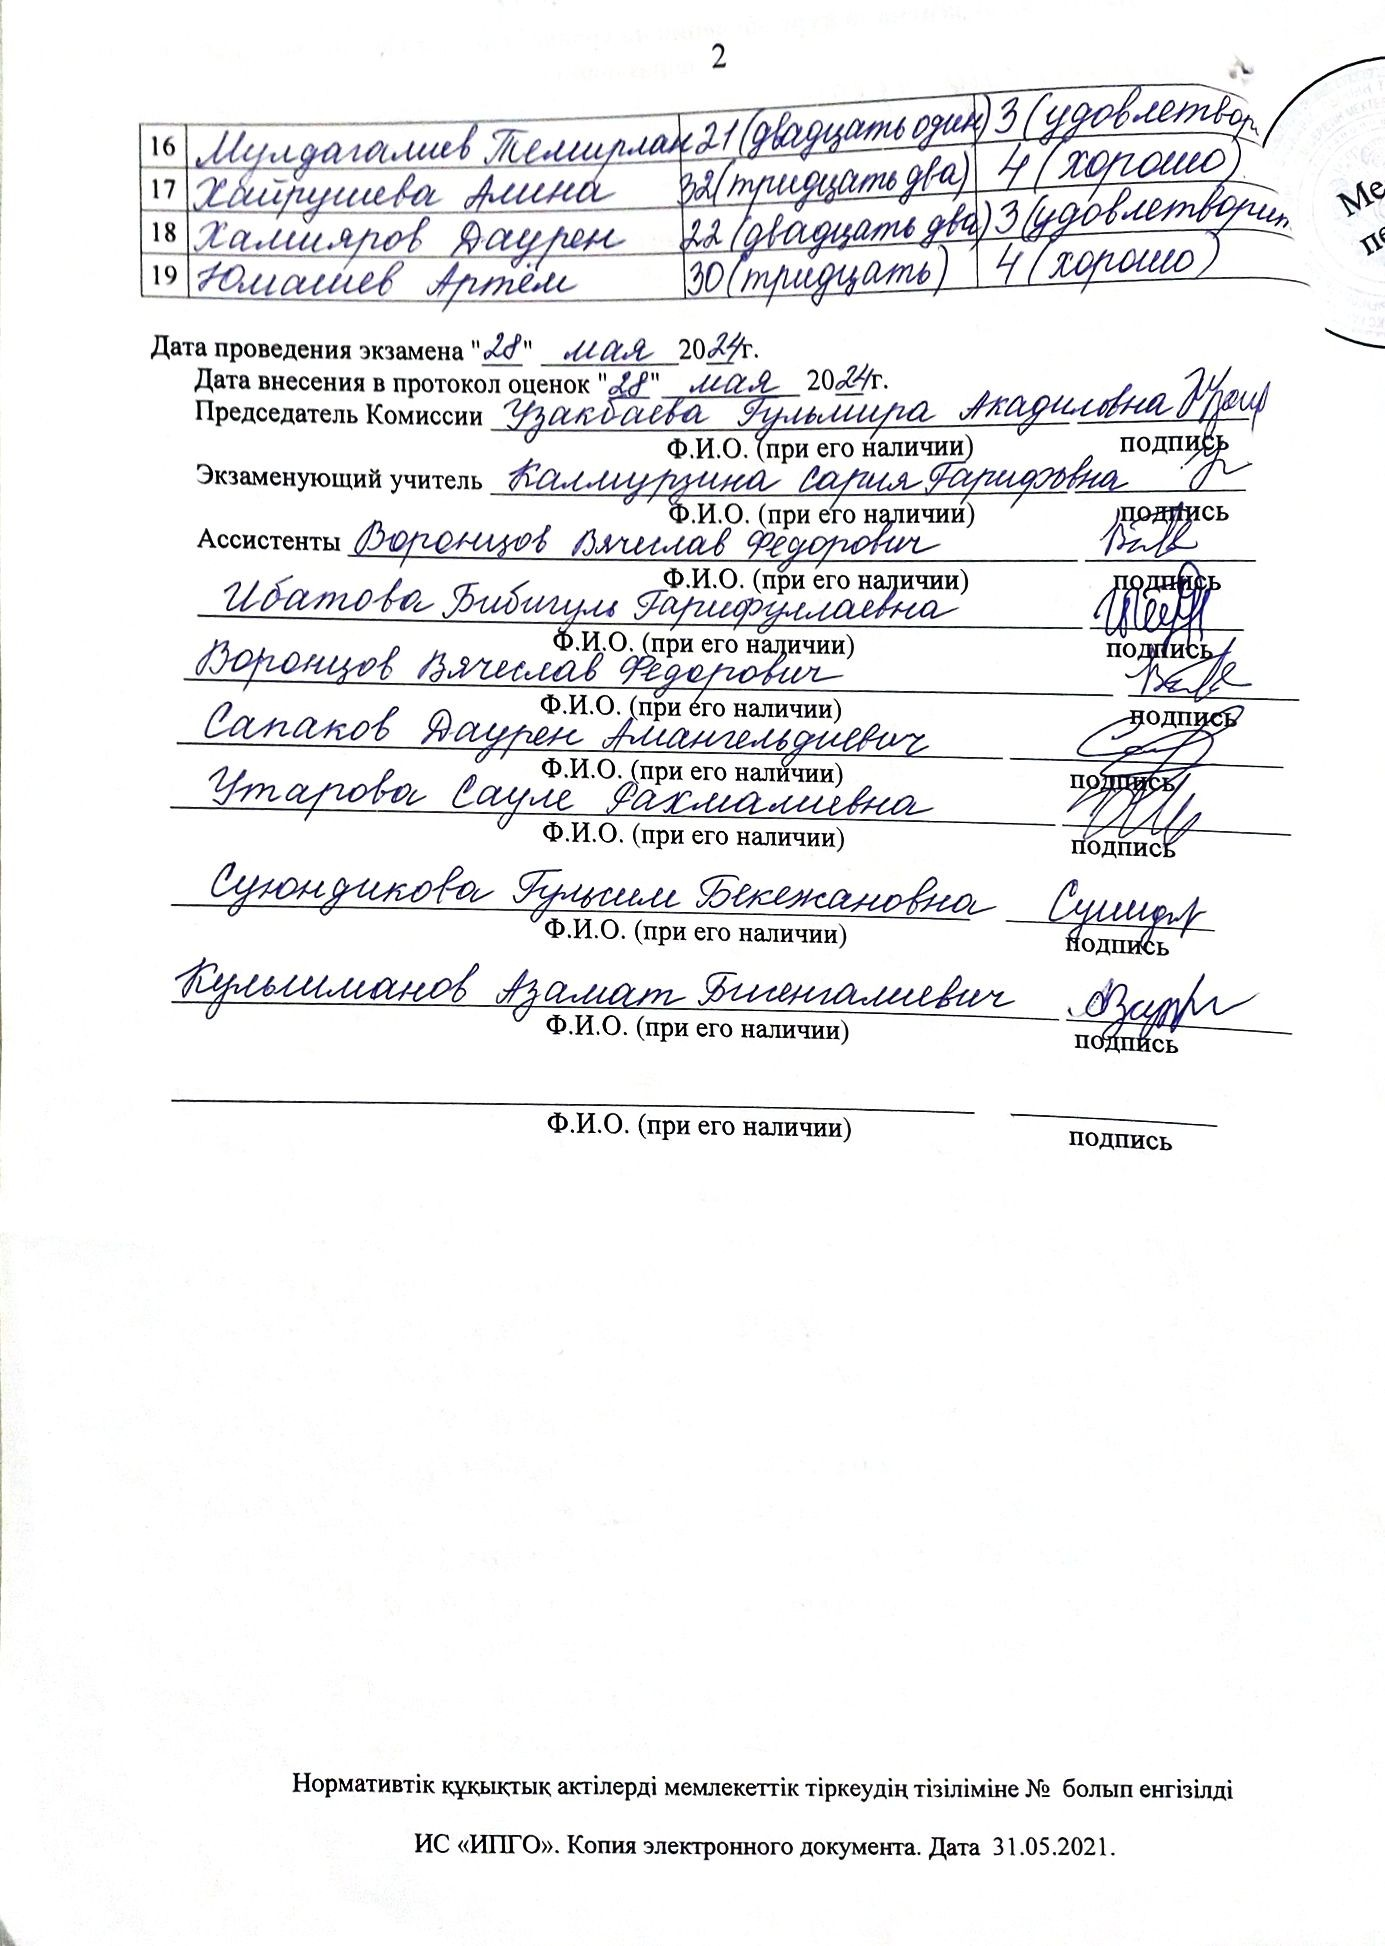 2
16 Мулдагалиев Темирлан 21 (двадцать один) 3 (удовлетвор
17 Хайрушева Амина 32 (тридцать два) 4 (хорошо)
18 Хамияров Даурен 22 (двадцать два) 3 (удовлетворит
19 Юмашев Артём 30 (тридцать) 4 (хорошо)
Ме
пе
Дата проведения экзамена "28" мая 2024г.
Дата внесения в протокол оценок "28" мая 2024г.
Председатель Комиссии Узакбаева Гульмира Акадиловна
Ф.И.О. (при его наличии) подпись
Экзаменующий учитель Калмурзина Сария Гарифовна
Ф.И.О. (при его наличии) подпись
Ассистенты Воронцов Вячеслав Федорович
Ф.И.О. (при его наличии) подпись
Ибатова Бибигуль Гарифуллаевна
Ф.И.О. (при его наличии) подпись
Воронцов Вячеслав Федорович
Ф.И.О. (при его наличии) подпись
Сапаков Даурен Амангельдиевич
Ф.И.О. (при его наличии) подпись
Утарова Сауле Рахмалиевна
Ф.И.О. (при его наличии) подпись
Суюндикова Гульсим Бекежановна
Ф.И.О. (при его наличии) подпись
Кульшманов Азамат Бисенгалиевич
Ф.И.О. (при его наличии) подпись
Ф.И.О. (при его наличии) подпись
Нормативтік құқықтық актілерді мемлекеттік тіркеудің тізіліміне № болып енгізілді
ИС «ИПГО». Копия электронного документа. Дата 31.05.2021.